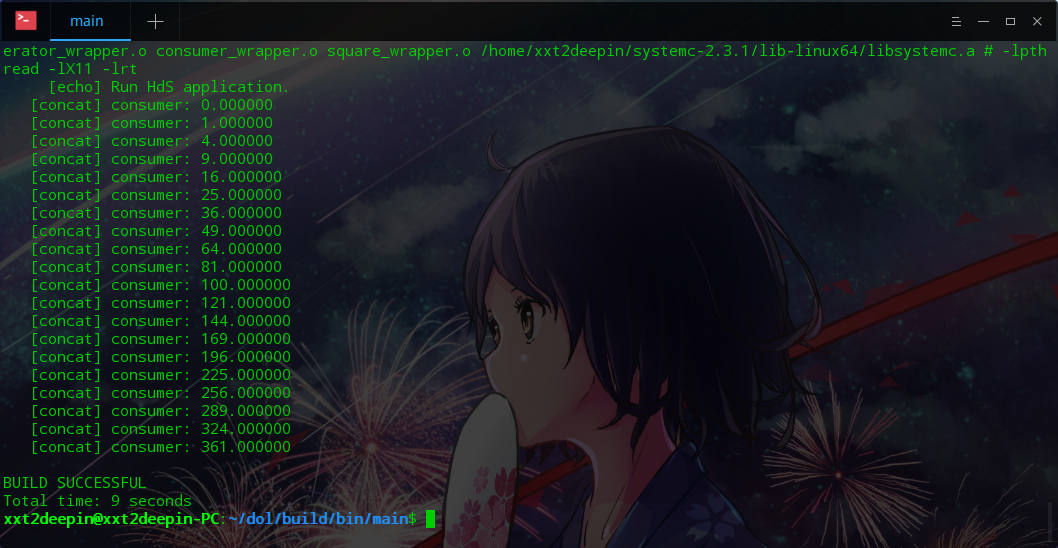 main
erator_wrapper.o consumer_wrapper.o square_wrapper.o /home/xxt2deepin/systemc-2.3.1/lib-linux64/libsystemc.a # -lpth
read -lX11 -lrt
[echo] Run HdS application.
[concat] consumer: 0.000000
[concat] consumer: 1.000000
[concat] consumer: 4.000000
[concat] consumer: 9.000000
[concat] consumer: 16.000000
[concat] consumer: 25.000000
[concat] consumer: 36.000000
[concat] consumer: 49.000000
[concat] consumer: 64.000000
[concat] consumer: 81.000000
[concat] consumer: 100.000000
[concat] consumer: 121.000000
[concat] consumer: 144.000000
[concat] consumer: 169.000000
[concat] consumer: 196.000000
[concat] consumer: 225.000000
[concat] consumer: 256.000000
[concat] consumer: 289.000000
[concat] consumer: 324.000000
[concat] consumer: 361.000000
BUILD SUCCESSFUL
Total time: 9 seconds
xxt2deepin@xxt2deepin-PC:~/dol/build/bin/main$